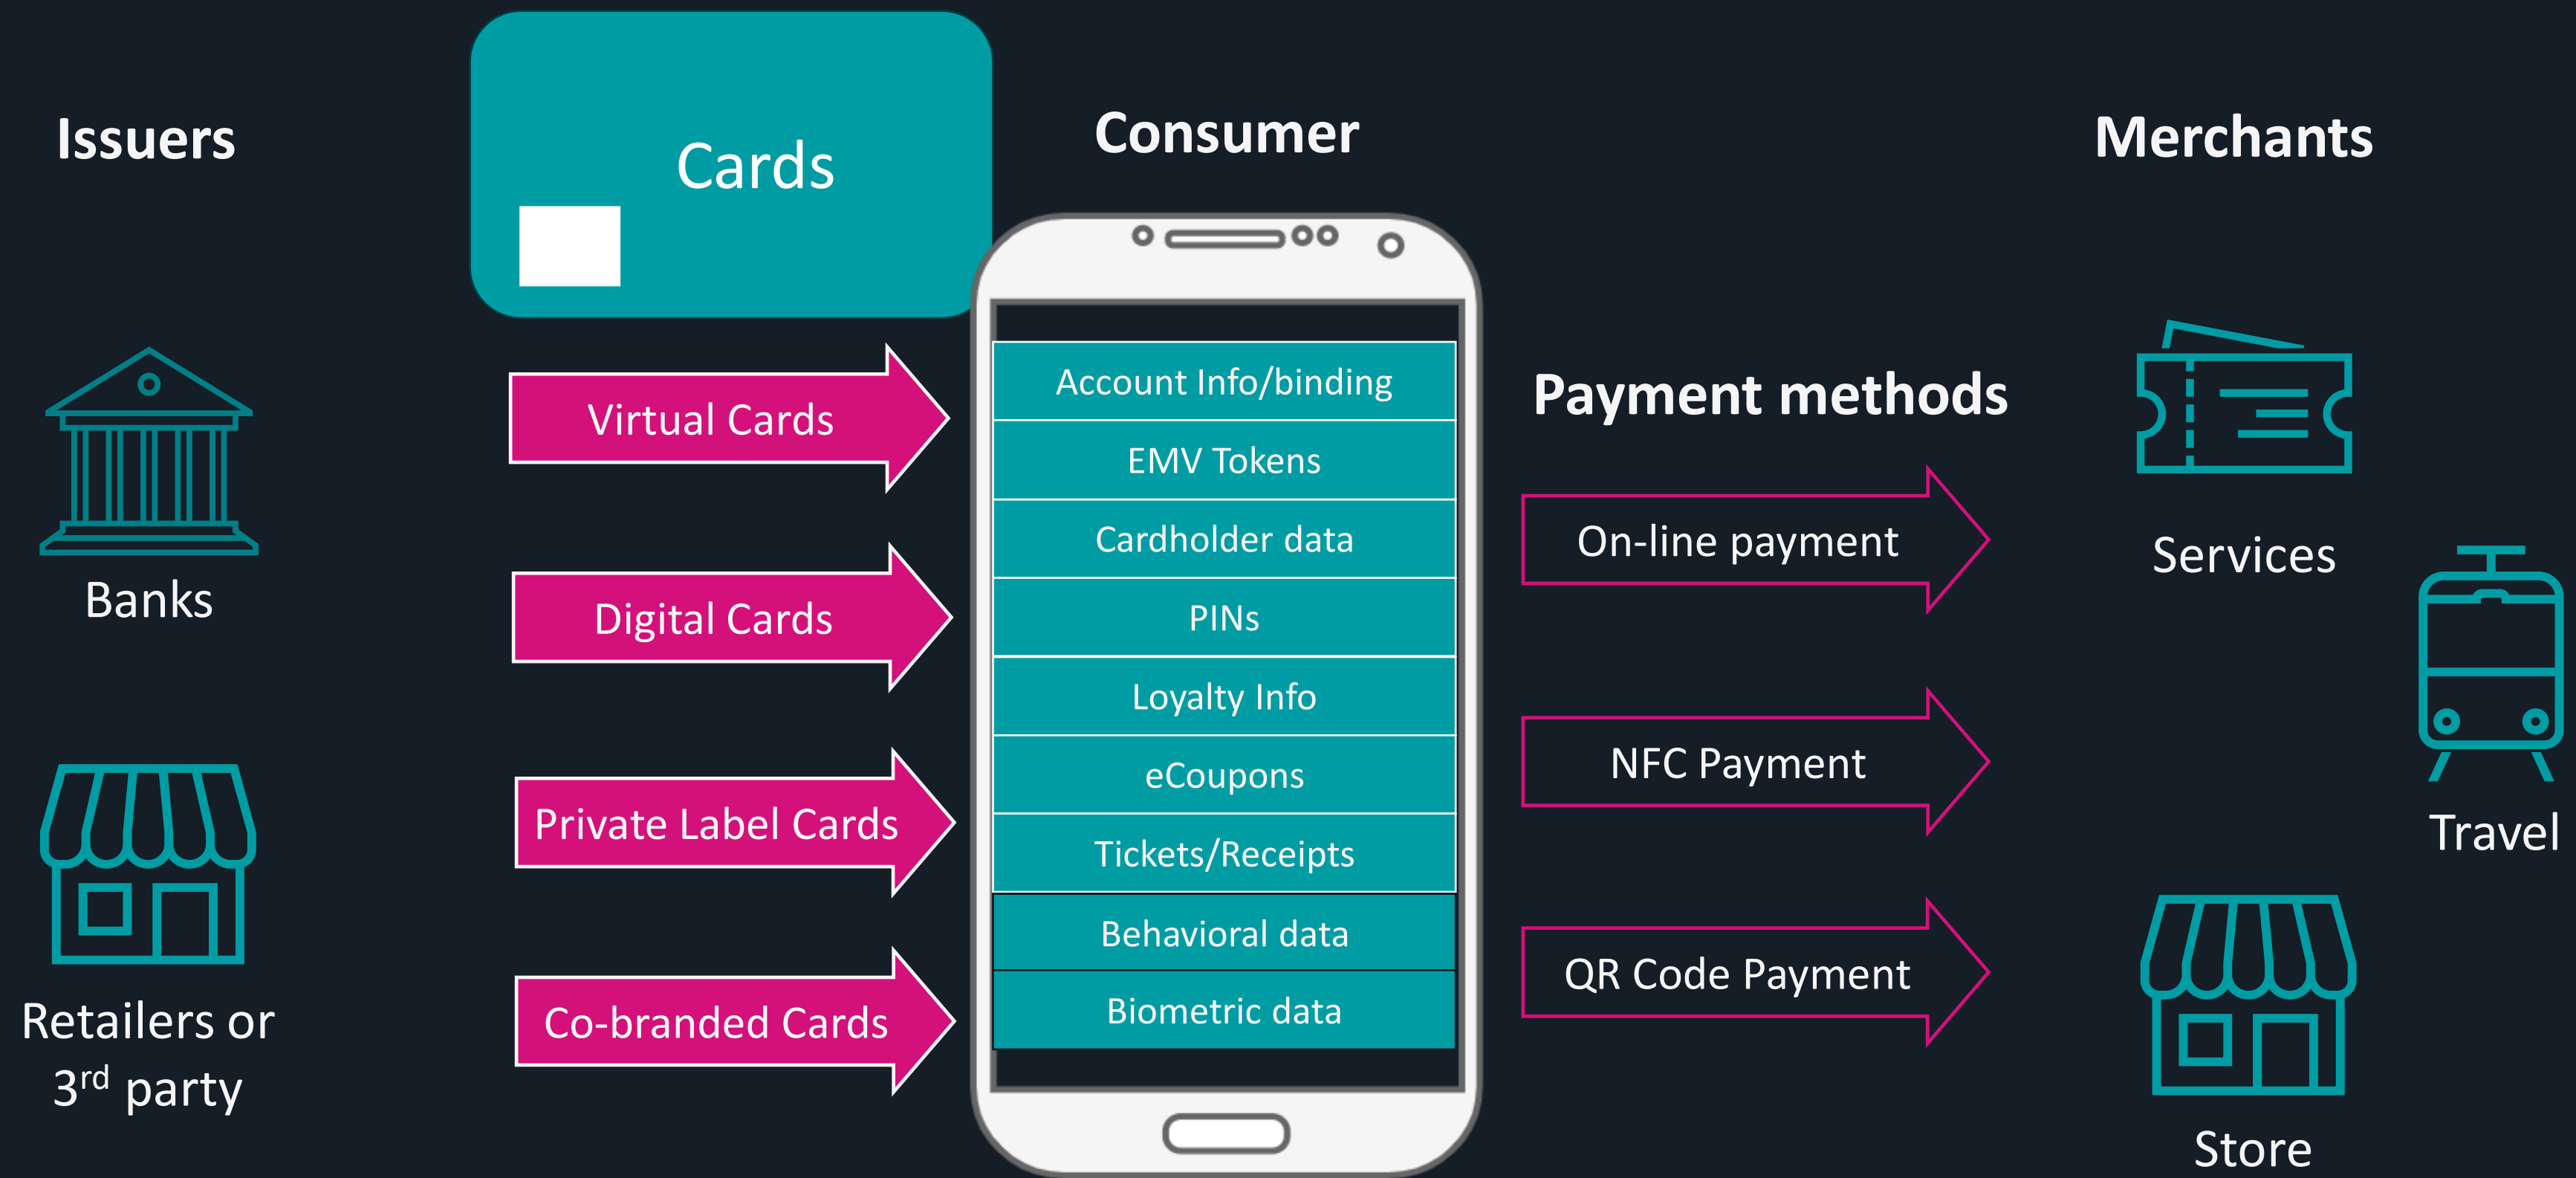 Issuers
Cards
Consumer
Merchants
Banks
Retailers or
3rd party
Virtual Cards
Digital Cards
Private Label Cards
Co-branded Cards
Account Info/binding
EMV Tokens
Cardholder data
PINs
Loyalty Info
eCoupons
Tickets/Receipts
Behavioral data
Biometric data
Payment methods
On-line payment
NFC Payment
QR Code Payment
Services
Travel
Store